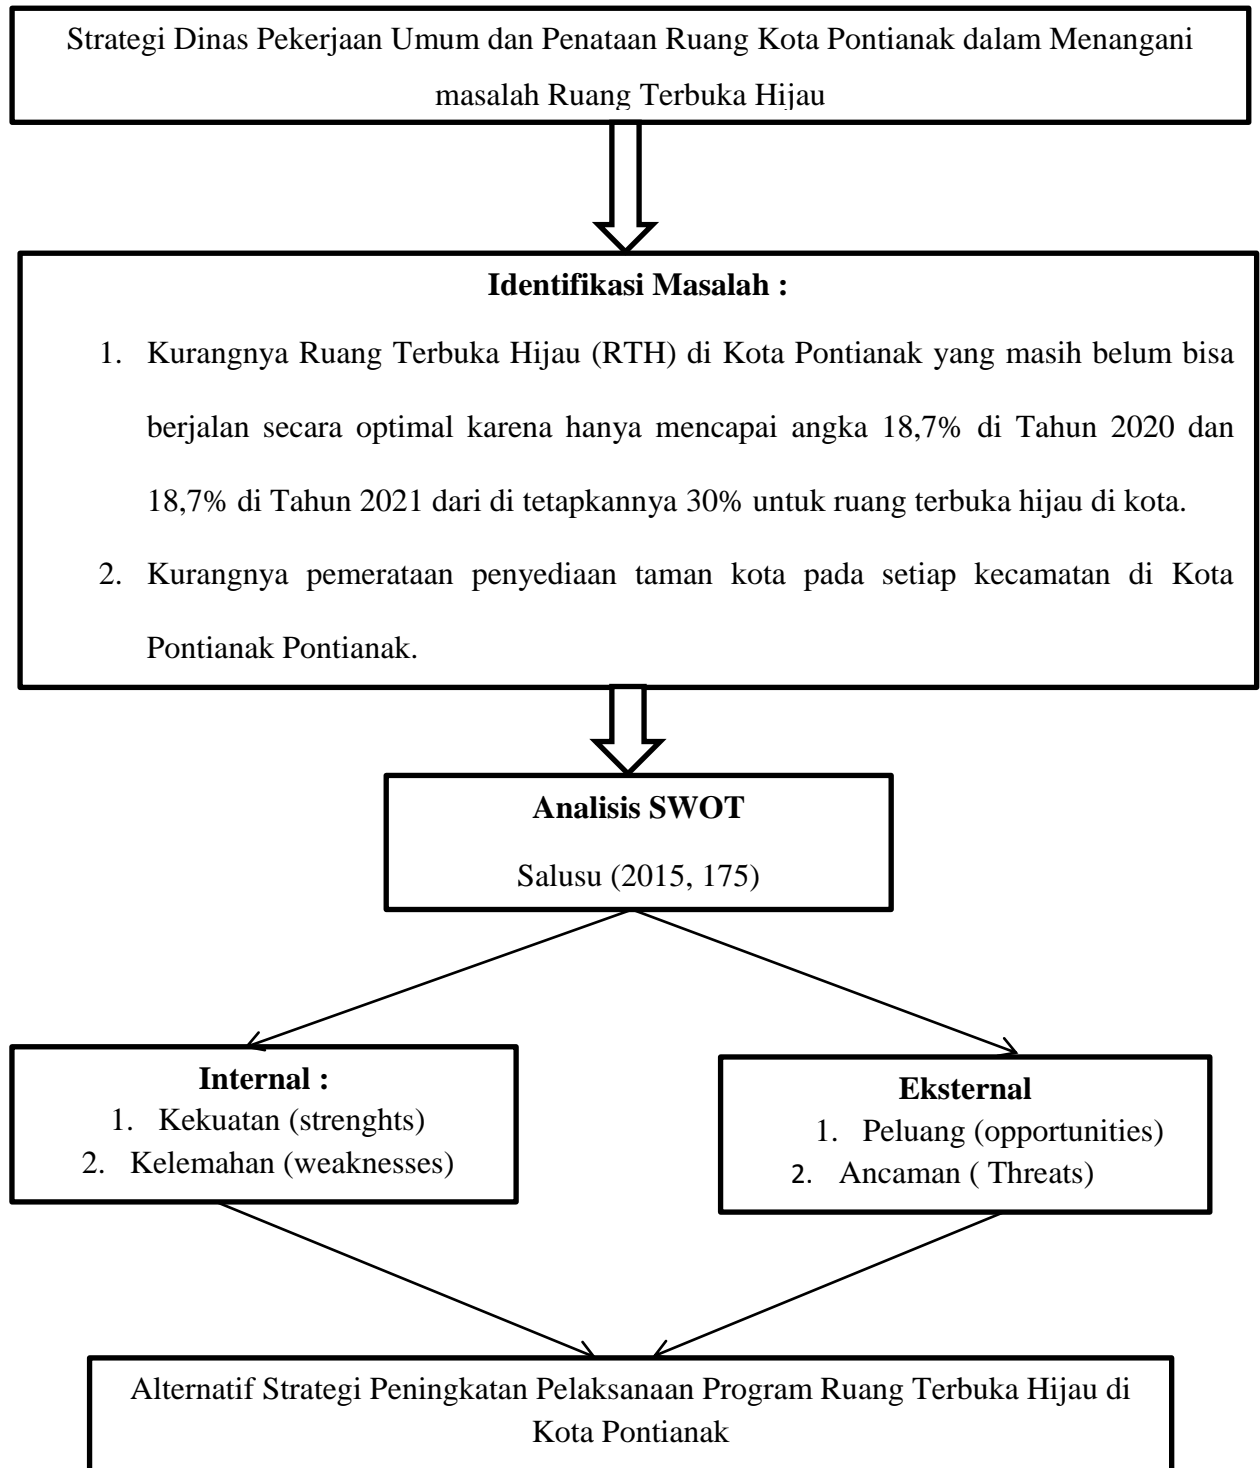 Strategi Dinas Pekerjaan Umum dan Penataan Ruang Kota Pontianak dalam Menangani
masalah Ruang Terbuka Hijau
Identifikasi Masalah :
1. Kurangnya Ruang Terbuka Hijau (RTH) di Kota Pontianak yang masih belum bisa
berjalan secara optimal karena hanya mencapai angka 18,7% di Tahun 2020 dan
18,7% di Tahun 2021 dari di tetapkannya 30% untuk ruang terbuka hijau di kota.
2. Kurangnya pemerataan penyediaan taman kota pada setiap kecamatan di Kota
Pontianak Pontianak.
Analisis SWOT
Salusu (2015, 175)
Internal :
1. Kekuatan (strenghts)
2. Kelemahan (weaknesses)
Eksternal
1. Peluang (opportunities)
2. Ancaman ( Threats)
Alternatif Strategi Peningkatan Pelaksanaan Program Ruang Terbuka Hijau di
Kota Pontianak